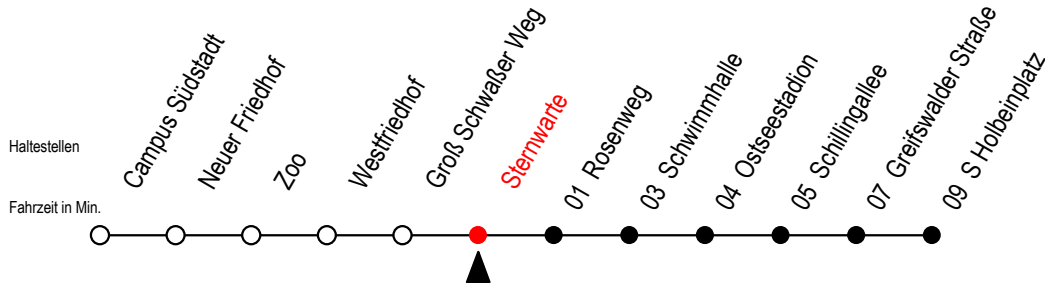 Haltestellen
Fahrzeit in Min.
Campus Südstadt
Neuer Friedhof
Zoo
Westfriedhof
Groß Schwaßer Weg
Sternwarte
01 Rosenweg
03 Schwimmhalle
04 Ostseestadion
05 Schillingallee
07 Greifswalder Straße
09 S Holbeinplatz